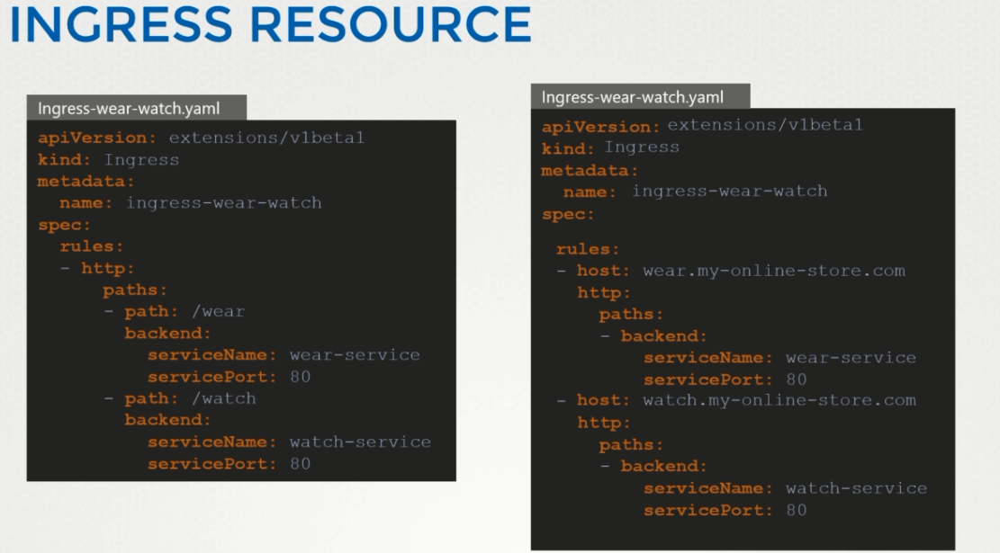 INGRESS RESOURCE
Ingress-wear-watch.yaml
apiVersion: extensions/v1beta1
kind: Ingress
metadata:
  name: ingress-wear-watch
spec:
  rules:
  - http:
      paths:
      - path: /wear
        backend:
          serviceName: wear-service
          servicePort: 80
      - path: /watch
        backend:
          serviceName: watch-service
          servicePort: 80
Ingress-wear-watch.yaml
apiVersion: extensions/v1beta1
kind: Ingress
metadata:
  name: ingress-wear-watch
spec:
  rules:
  - host: wear.my-online-store.com
    http:
      paths:
      - backend:
          serviceName: wear-service
          servicePort: 80
  - host: watch.my-online-store.com
    http:
      paths:
      - backend:
          serviceName: watch-service
          servicePort: 80